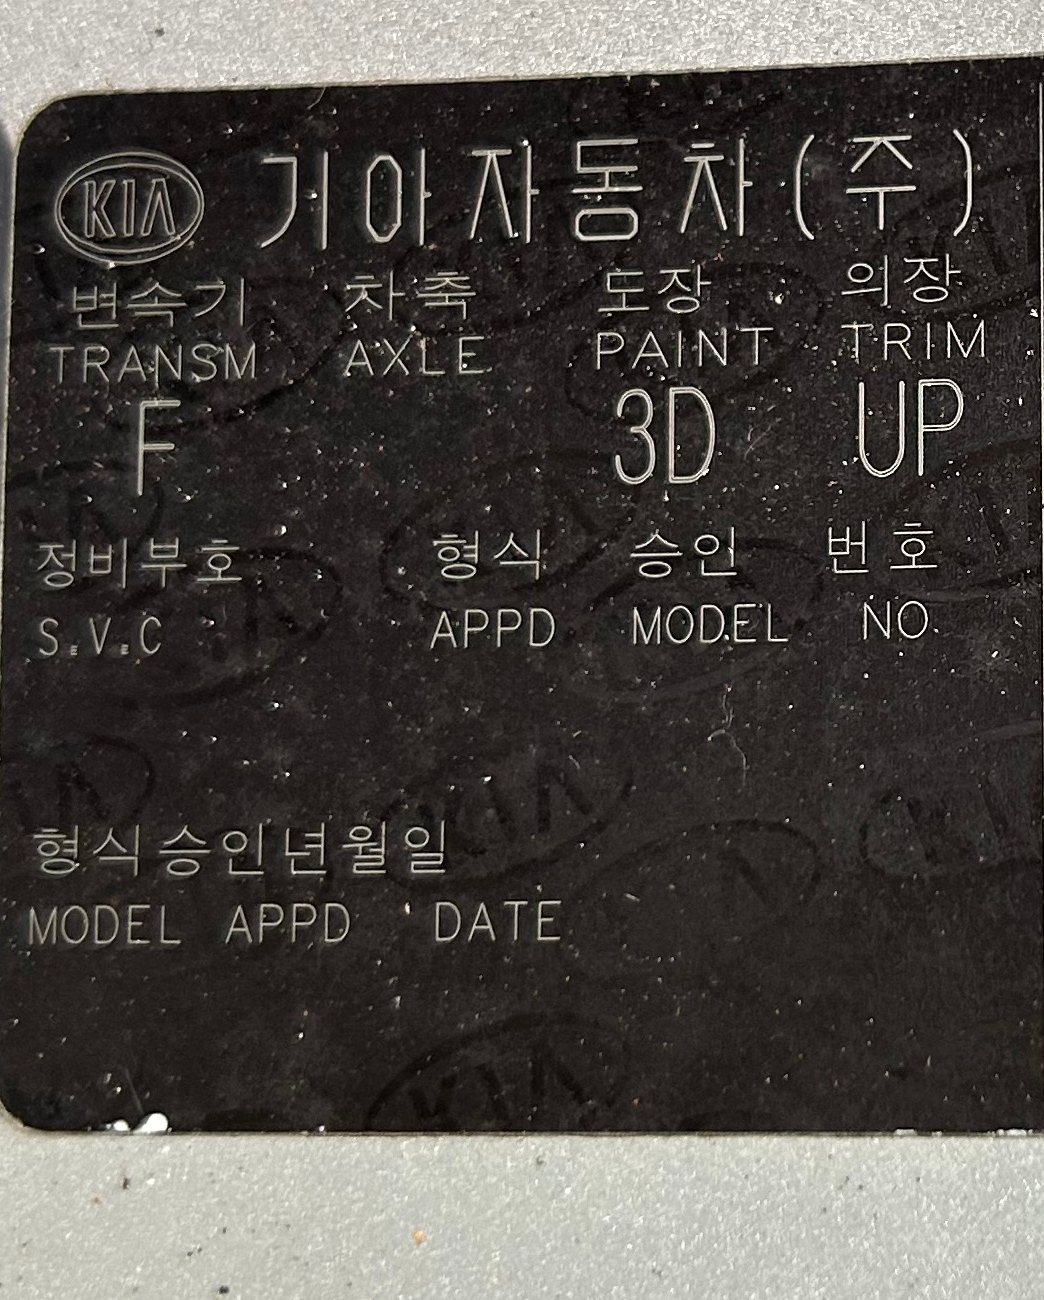 KIA 기아자동차(주)
변속기 차축 도장 의장
TRANSM AXLE PAINT TRIM
F 3D UP
정비부호 형식 승인 번호
S.V.C APPD MODEL NO.
형식승인년월일
MODEL APPD DATE